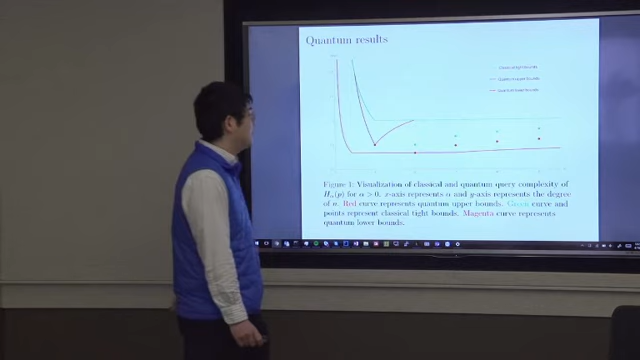 Quantum results
Figure 1: Visualization of classical and quantum query complexity of
Hα(p) for α > 0. x-axis represents α and y-axis represents the degree
of n. Red curve represents quantum upper bounds. Green curve and
points represent classical tight bounds. Magenta curve represents
quantum lower bounds.